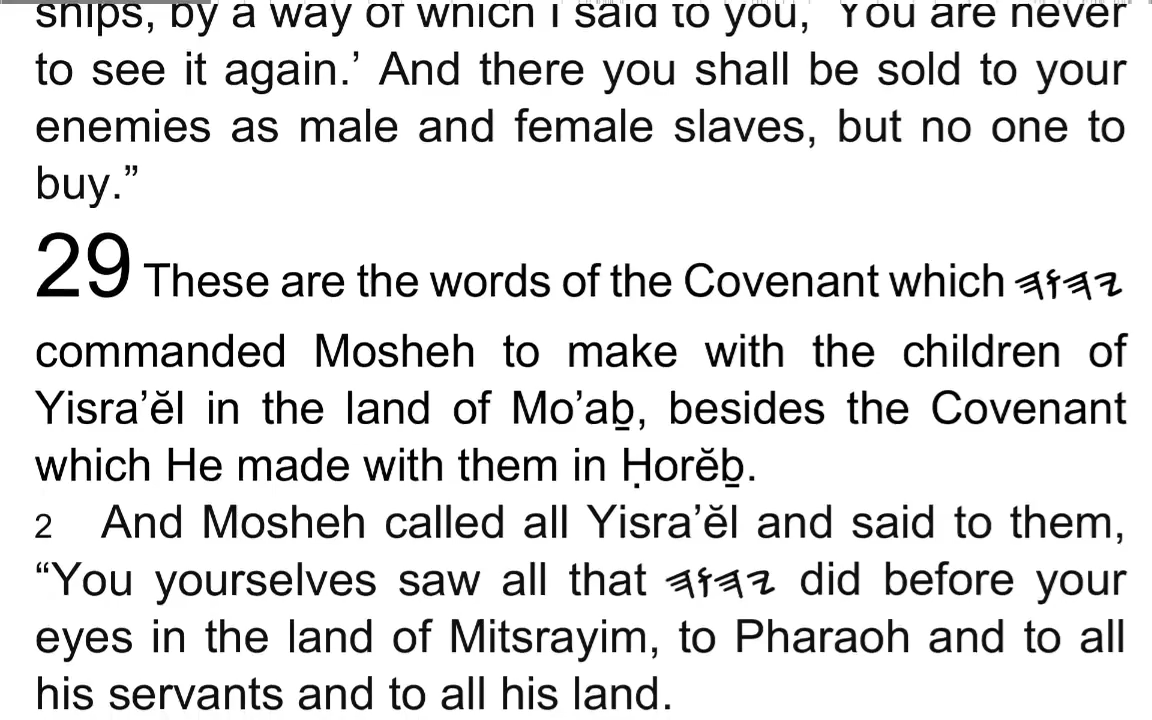 ships, by a way of which I said to you, ‘You are never
to see it again.’ And there you shall be sold to your
enemies as male and female slaves, but no one to
buy.”
29 These are the words of the Covenant which 𐤉𐤄𐤅𐤄
commanded Mosheh to make with the children of
Yisra’ĕl in the land of Mo’aḇ, besides the Covenant
which He made with them in Ḥorĕḇ.
2 And Mosheh called all Yisra’ĕl and said to them,
“You yourselves saw all that 𐤉𐤄𐤅𐤄 did before your
eyes in the land of Mitsrayim, to Pharaoh and to all
his servants and to all his land.